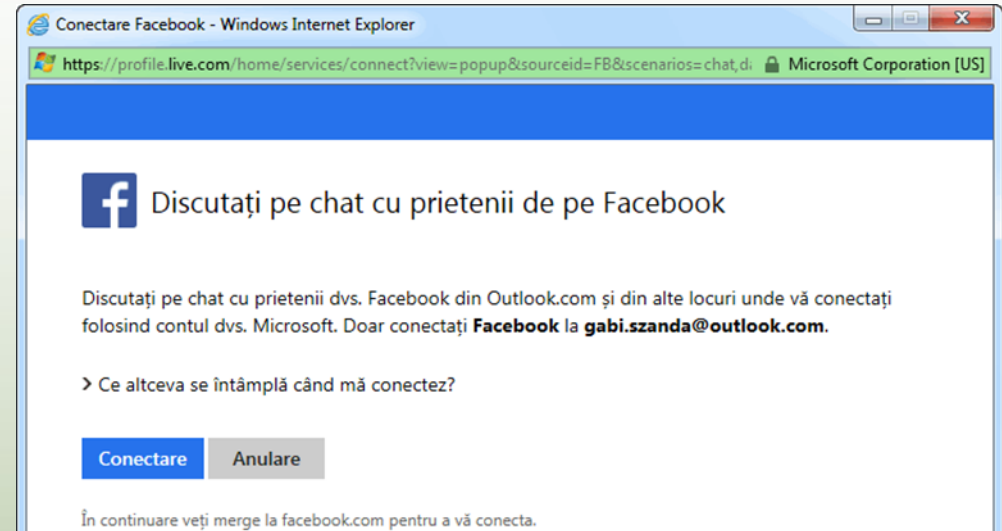 Conectare Facebook - Windows Internet Explorer
https://profile.live.com/home/services/connect?view=popup&sourceid=FB&scenarios=chat, Microsoft Corporation [US]
Discutați pe chat cu prietenii de pe Facebook
Discutați pe chat cu prietenii dvs. Facebook din Outlook.com și din alte locuri unde vă conectați
folosind contul dvs. Microsoft. Doar conectați Facebook la gabi.szanda@outlook.com.
> Ce altceva se întâmplă când mă conectez?
Conectare Anulare
În continuare veți merge la facebook.com pentru a vă conecta.